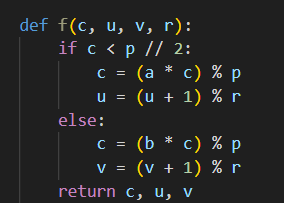 def f(c, u, v, r):
    if c < p // 2:
        c = (a * c) % p
        u = (u + 1) % r
    else:
        c = (b * c) % p
        v = (v + 1) % r
    return c, u, v